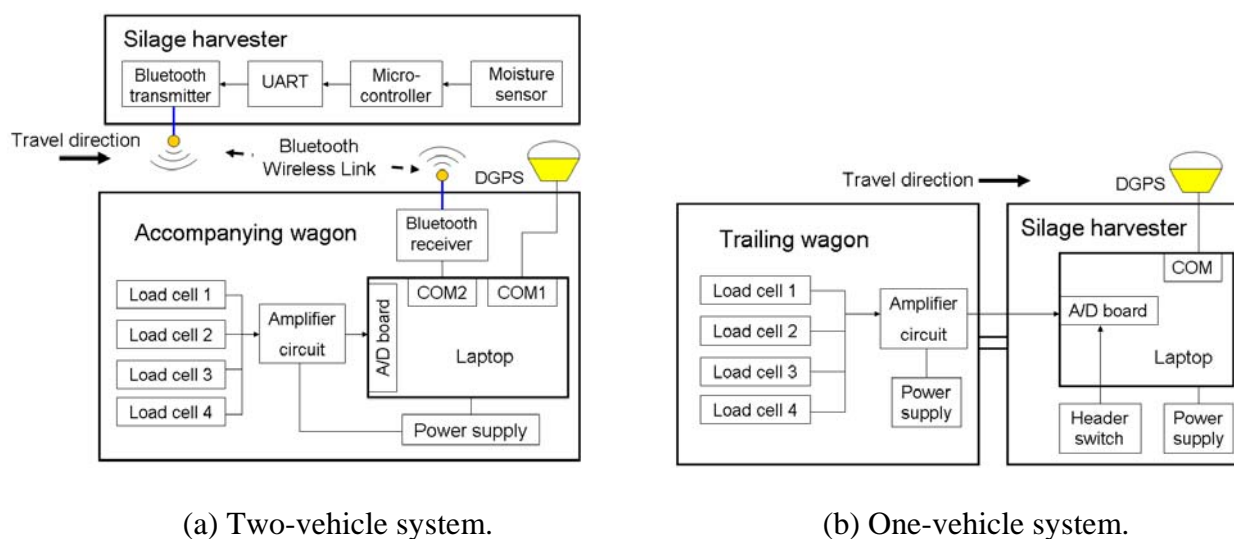 Silage harvester
Bluetooth
transmitter
UART
Micro-
controller
Moisture
sensor
Travel direction
Bluetooth
Wireless Link
DGPS
Accompanying wagon
Bluetooth
receiver
Load cell 1
Load cell 2
Load cell 3
Load cell 4
Amplifier
circuit
A/D board
COM2
COM1
Laptop
Power supply
(a) Two-vehicle system.
Travel direction
DGPS
Trailing wagon
Load cell 1
Load cell 2
Load cell 3
Load cell 4
Amplifier
circuit
Power
supply
Silage harvester
COM
A/D board
Laptop
Header
switch
Power
supply
(b) One-vehicle system.